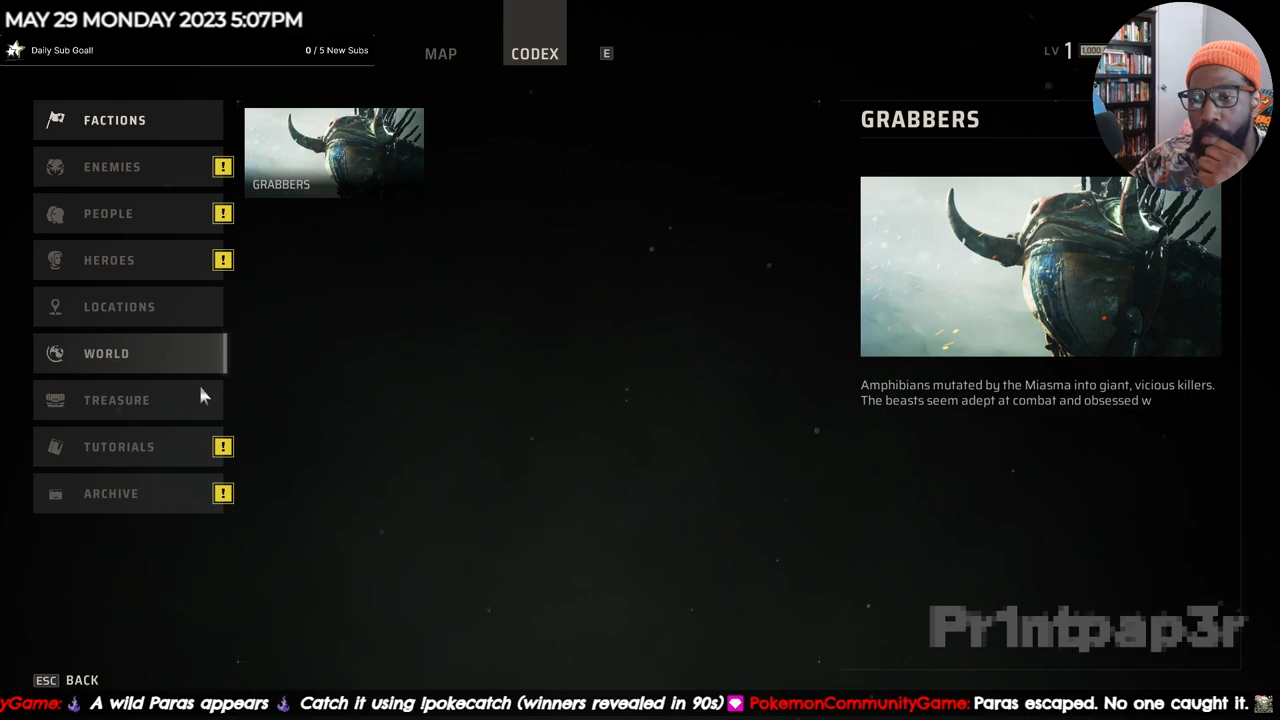 MAY 29 MONDAY 2023 5:07PM
Daily Sub Goal! 0 / 5 New Subs
MAP CODEX E
LV 1 1,000
FACTIONS
ENEMIES !
PEOPLE !
HEROES !
LOCATIONS
WORLD
TREASURE
TUTORIALS !
ARCHIVE !
GRABBERS
GRABBERS
Amphibians mutated by the Miasma into giant, vicious killers.
The beasts seem adept at combat and obsessed w
Pr1ntpap3r
ESC BACK
yGame: A wild Paras appears Catch it using !pokecatch (winners revealed in 90s) PokemonCommunityGame: Paras escaped. No one caught it.